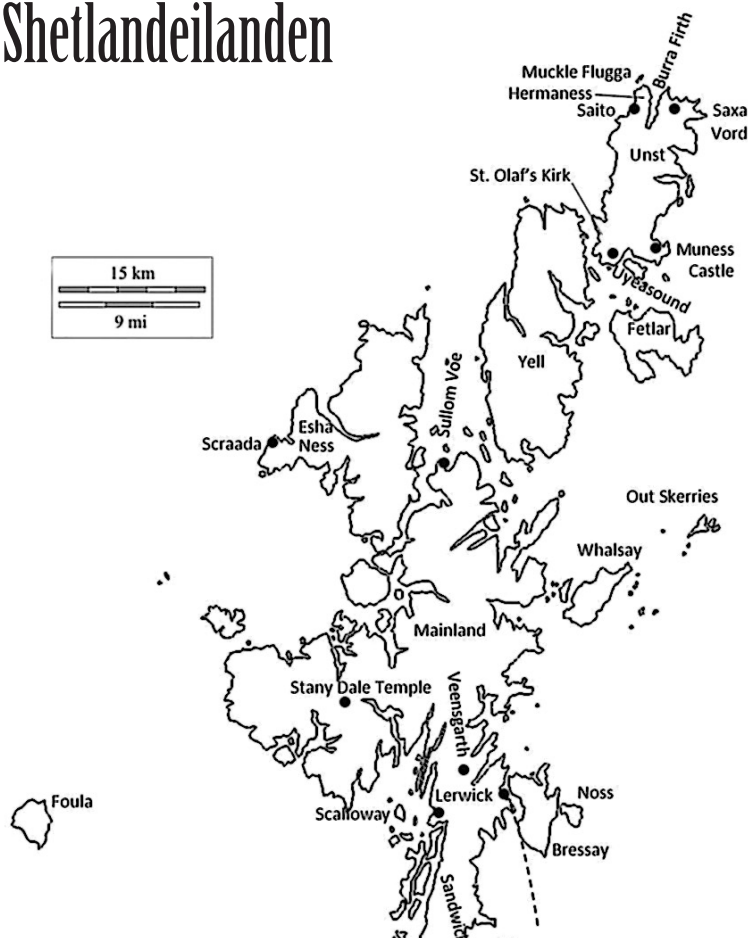 Shetlandeilanden
Burra Firth
Muckle Flugga
Hermaness
Saito
Saxa
Vord
Unst
St. Olaf's Kirk
Muness
Castle
Uyeasound
15 km
9 mi
Fetlar
Yell
Sullom Voe
Esha
Ness
Scraada
Out Skerries
Whalsay
Mainland
Stany Dale Temple
Veensgarth
Foula
Lerwick
Noss
Scalloway
Bressay